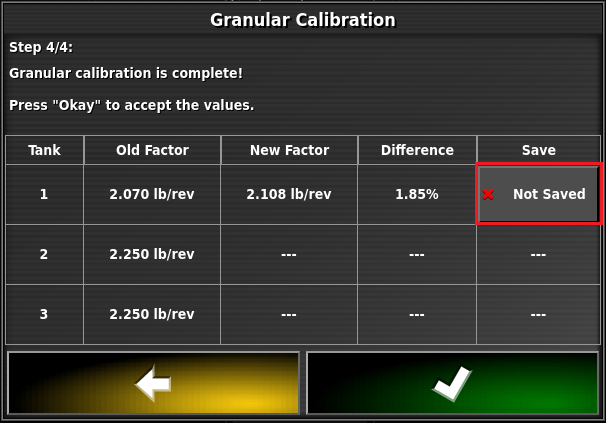 Granular Calibration
Step 4/4:
Granular calibration is complete!
Press "Okay" to accept the values.
Tank Old Factor New Factor Difference Save
1 2.070 lb/rev 2.108 lb/rev 1.85% Not Saved
2 2.250 lb/rev --- --- ---
3 2.250 lb/rev --- --- ---